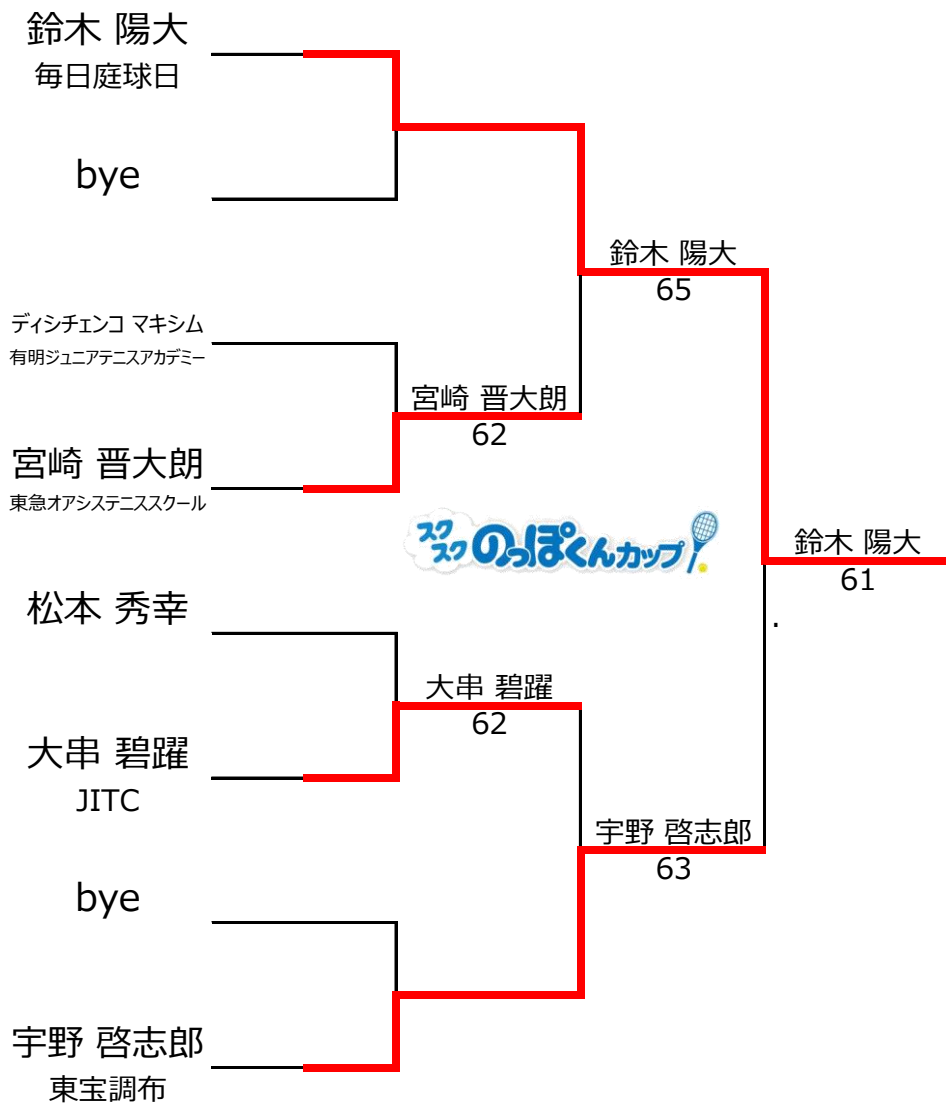 鈴木 陽大
毎日庭球日
bye
鈴木 陽大
65
ディシチェンコ マキシム
有明ジュニアテニスアカデミー
宮崎 晋大朗
62
宮崎 晋大朗
東急オアシステニススクール
スクスク のっぽくんカップ
鈴木 陽大
61
松本 秀幸
.
大串 碧躍
62
大串 碧躍
JITC
宇野 啓志郎
63
bye
宇野 啓志郎
東宝調布